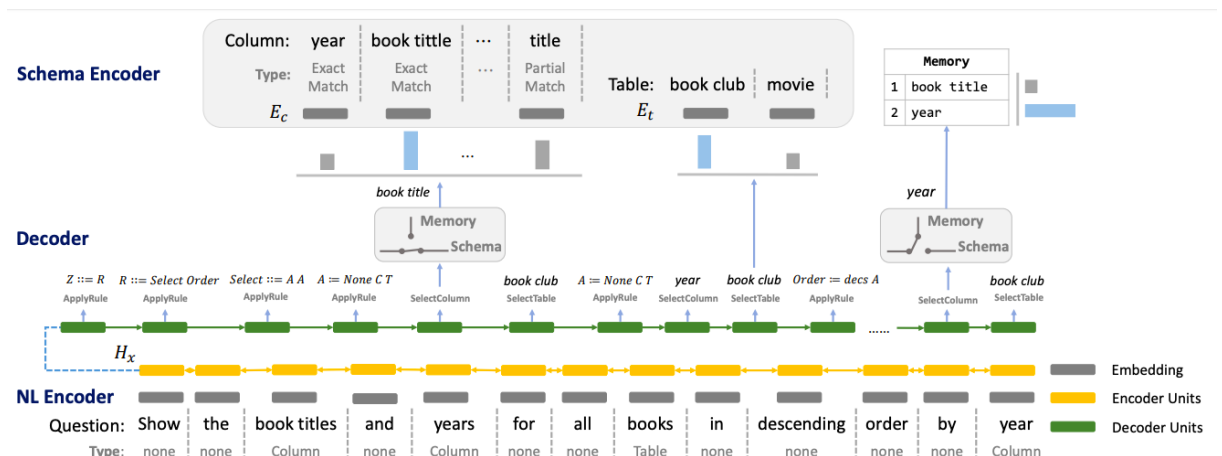 Schema Encoder
Column: year book tittle ... title
Type: Exact Match Exact Match ... Partial Match
E_c
Table: book club movie
E_t
...
Memory
1 book title
2 year
book title
year
Decoder
Memory
Schema
Memory
Schema
Z ::= R R ::= Select Order Select ::= A A A ::= None C T book club A ≔ None C T year book club Order ≔ decs A book club
ApplyRule ApplyRule ApplyRule ApplyRule SelectColumn SelectTable ApplyRule SelectColumn SelectTable ApplyRule SelectColumn SelectTable
......
H_x
NL Encoder
Question: Show the book titles and years for all books in descending order by year
Type: none none Column none Column none none Table none none none none Column
Embedding
Encoder Units
Decoder Units